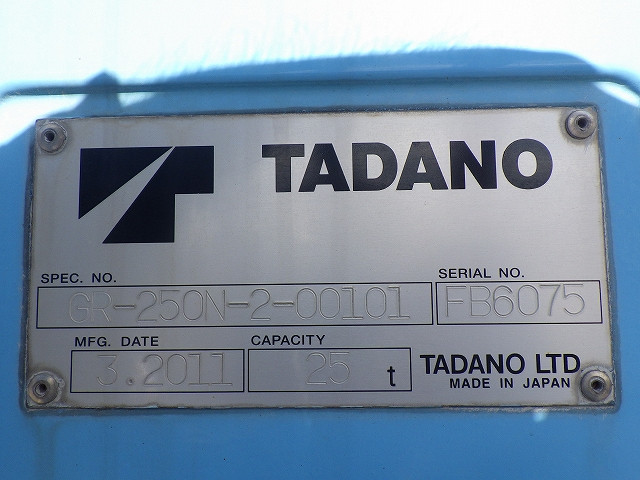 TADANO
SPEC. NO. SERIAL NO.
GR-250N-2-00101 FB6075
MFG. DATE CAPACITY
3.2011 25 t TADANO LTD
MADE IN JAPAN